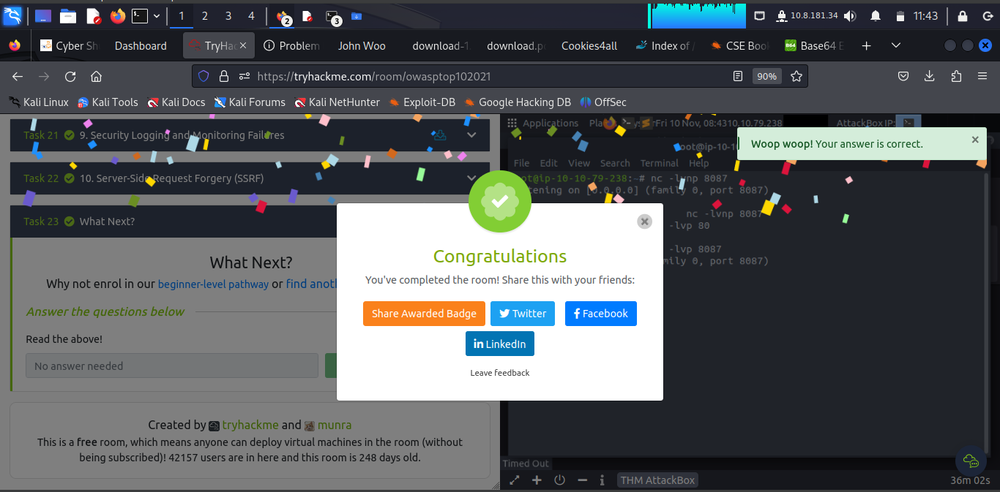 1 2 3 4 2 3 10.8.181.34 11:43
Cyber Sh Dashboard TryHac Problem John Woo download-1. download.po Cookies4all Index of / CSE Book Base64 E
https://tryhackme.com/room/owasptop102021 90%
Kali Linux Kali Tools Kali Docs Kali Forums Kali NetHunter Exploit-DB Google Hacking DB OffSec
Task 21 9. Security Logging and Monitoring Failures
Task 22 10. Server-Side Request Forgery (SSRF)
Task 23 What Next?
What Next?
Why not enrol in our beginner-level pathway or find anot
Answer the questions below
Read the above!
No answer needed
Created by tryhackme and munra
This is a free room, which means anyone can deploy virtual machines in the room (without
being subscribed)! 42157 users are in here and this room is 248 days old.
Congratulations
You've completed the room! Share this with your friends:
Share Awarded Badge Twitter Facebook
LinkedIn
Leave feedback
Applications Fri 10 Nov, 08:43 10.10.79.238 AttackBox IP:
Woop woop! Your answer is correct.
File Edit View Search Terminal Help
root@ip-10-10-79-238:~# nc -lvnp 8087
[0.0.0.0] (family 0, port 8087)
nc -lvnp 8087
-lvp 80
-lvp 8087
family 0, port 8087)
Timed Out
THM AttackBox 36m 02s